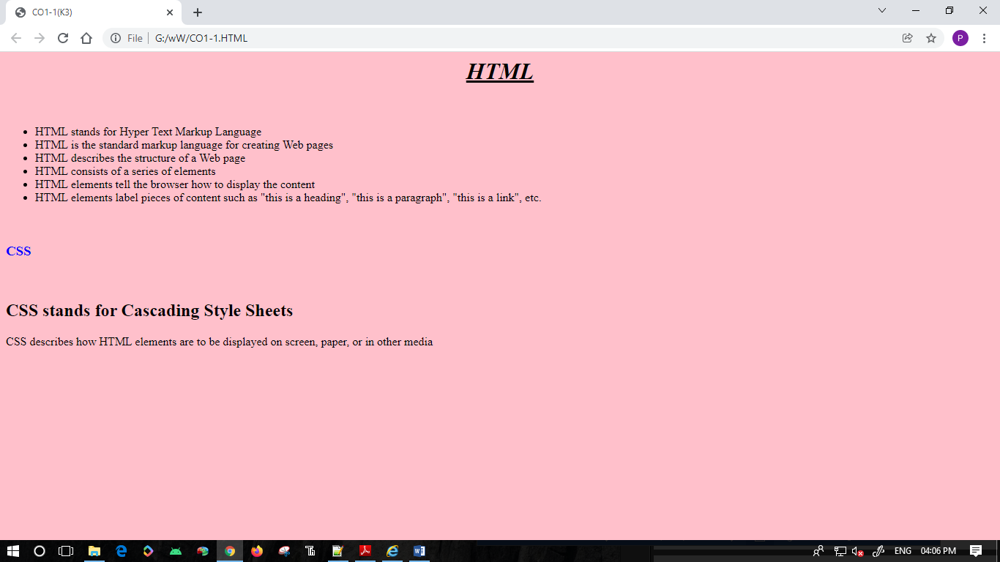 CO1-1(K3)
File G:/wW/CO1-1.HTML
P
HTML
HTML stands for Hyper Text Markup Language
HTML is the standard markup language for creating Web pages
HTML describes the structure of a Web page
HTML consists of a series of elements
HTML elements tell the browser how to display the content
HTML elements label pieces of content such as "this is a heading", "this is a paragraph", "this is a link", etc.
CSS
CSS stands for Cascading Style Sheets
CSS describes how HTML elements are to be displayed on screen, paper, or in other media
ENG 04:06 PM